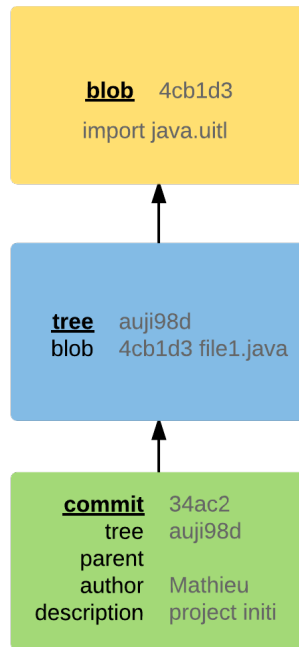 blob 4cb1d3
import java.uitl
tree auji98d
blob 4cb1d3 file1.java
commit 34ac2
tree auji98d
parent
author Mathieu
description project initi